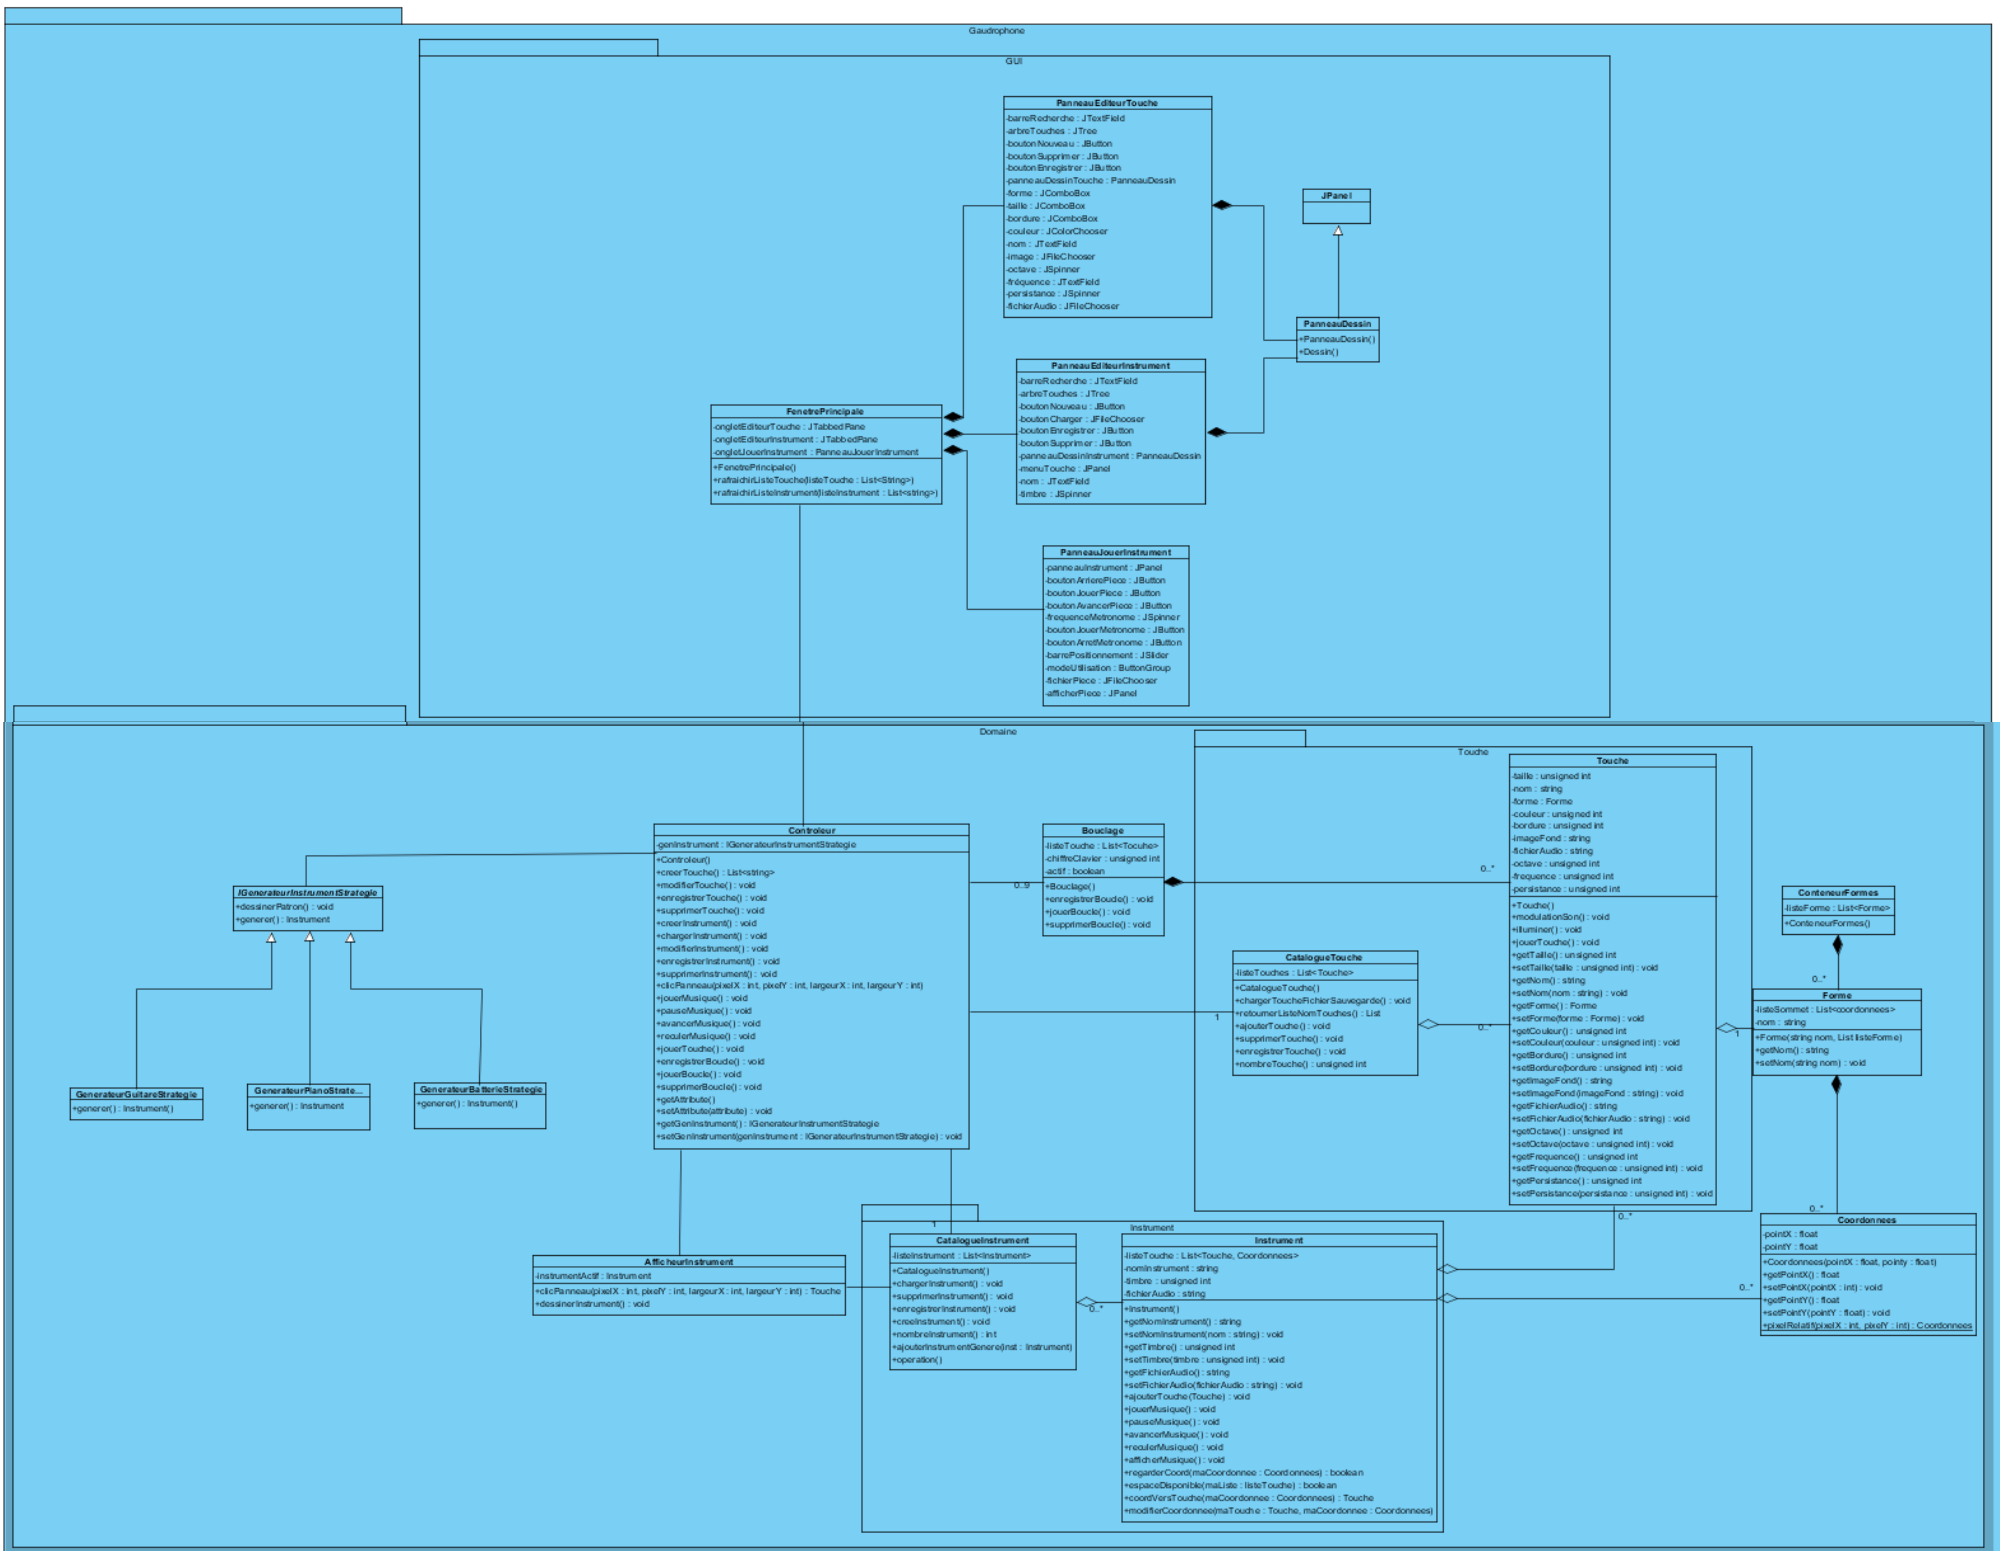 Gaudrophone
GUI
PanneauEditeurTouche
-barreRecherche : JTextField
-arbreTouches : JTree
-boutonNouveau : JButton
-boutonSupprimer : JButton
-boutonEnregistrer : JButton
-panneauDessinTouche : PanneauDessin
-forme : JComboBox
-taille : JComboBox
-bordure : JComboBox
-couleur : JColorChooser
-nom : JTextField
-image : JFileChooser
-octave : JSpinner
-fréquence : JTextField
-persistance : JSpinner
-fichierAudio : JFileChooser
JPanel
PanneauDessin
+PanneauDessin()
+Dessin()
PanneauEditeurInstrument
-barreRecherche : JTextField
-arbreTouches : JTree
-boutonNouveau : JButton
-boutonCharger : JFileChooser
-boutonEnregistrer : JButton
-boutonSupprimer : JButton
-panneauDessinInstrument : PanneauDessin
-menuTouche : JPanel
-nom : JTextField
-timbre : JSpinner
FenetrePrincipale
-ongletEditeurTouche : JTabbedPane
-ongletEditeurInstrument : JTabbedPane
-ongletJouerInstrument : PanneauJouerInstrument
+FenetrePrincipale()
+rafraichirListeTouche(listeTouche : List<String>)
+rafraichirListeInstrument(listeInstrument : List<string>)
PanneauJouerInstrument
-panneauInstrument : JPanel
-boutonArrierePiece : JButton
-boutonJouerPiece : JButton
-boutonAvancerPiece : JButton
-frequenceMetronome : JSpinner
-boutonJouerMetronome : JButton
-boutonArretMetronome : JButton
-barrePositionnement : JSlider
-modeUtilisation : ButtonGroup
-fichierPiece : JFileChooser
-afficherPiece : JPanel
Domaine
Touche
Touche
-taille : unsigned int
-nom : string
-forme : Forme
-couleur : unsigned int
-bordure : unsigned int
-imageFond : string
-fichierAudio : string
-octave : unsigned int
-frequence : unsigned int
-persistance : unsigned int
+Touche()
+modulationSon() : void
+illuminer() : void
+jouerTouche() : void
+getTaille() : unsigned int
+setTaille(taille : unsigned int) : void
+getNom() : string
+setNom(nom : string) : void
+getForme() : Forme
+setForme(forme : Forme) : void
+getCouleur() : unsigned int
+setCouleur(couleur : unsigned int) : void
+getBordure() : unsigned int
+setBordure(bordure : unsigned int) : void
+getImageFond() : string
+setImageFond(imageFond : string) : void
+getFichierAudio() : string
+setFichierAudio(fichierAudio : string) : void
+getOctave() : unsigned int
+setOctave(octave : unsigned int) : void
+getFrequence() : unsigned int
+setFrequence(frequence : unsigned int) : void
+getPersistance() : unsigned int
+setPersistance(persistance : unsigned int) : void
Controleur
-genInstrument : IGenerateurInstrumentStrategie
+Controleur()
+creerTouche() : List<string>
+modifierTouche() : void
+enregistrerTouche() : void
+supprimerTouche() : void
+creerInstrument() : void
+chargerInstrument() : void
+modifierInstrument() : void
+enregistrerInstrument() : void
+supprimerInstrument() : void
+clicPanneau(pixelX : int, pixelY : int, largeurX : int, largeurY : int)
+jouerMusique() : void
+pauseMusique() : void
+avancerMusique() : void
+reculerMusique() : void
+jouerTouche() : void
+enregistrerBoucle() : void
+jouerBoucle() : void
+supprimerBoucle() : void
+getAttribute()
+setAttribute(attribute) : void
+getGenInstrument() : IGenerateurInstrumentStrategie
+setGenInstrument(genInstrument : IGenerateurInstrumentStrategie) : void
Bouclage
-listeTouche : List<Tocuhe>
-chiffreClavier : unsigned int
-actif : boolean
+Bouclage()
+enregistrerBoucle() : void
+jouerBoucle() : void
+supprimerBoucle() : void
0..9
0..*
IGenerateurInstrumentStrategie
+dessinerPatron() : void
+generer() : Instrument
ConteneurFormes
-listeForme : List<Forme>
+ConteneurFormes()
0..*
CatalogueTouche
-listeTouches : List<Touche>
+CatalogueTouche()
+chargerToucheFichierSauvegarde() : void
+retournerListeNomTouches() : List
+ajouterTouche() : void
+supprimerTouche() : void
+enregistrerTouche() : void
+nombreTouche() : unsigned int
1
0..*
1
Forme
-listeSommet : List<coordonnees>
-nom : string
+Forme(string nom, List listeForme)
+getNom() : string
+setNom(string nom) : void
GenerateurGuitareStrategie
+generer() : Instrument()
GenerateurPianoStrate...
+generer() : Instrument
GenerateurBatterieStrategie
+generer() : Instrument()
0..*
0..*
Coordonnees
-pointX : float
-pointY : float
+Coordonnees(pointX : float, pointy : float)
+getPointX() : float
+setPointX(pointX : int) : void
+getPointY() : float
+setPointY(pointY : float) : void
+pixelRelatif(pixelX : int, pixelY : int) : Coordonnees
0..*
1
Instrument
AfficheurInstrument
-instrumentActif : Instrument
+clicPanneau(pixelX : int, pixelY : int, largeurX : int, largeurY : int) : Touche
+dessinerInstrument() : void
CatalogueInstrument
-listeInstrument : List<Instrument>
+CatalogueInstrument()
+chargerInstrument() : void
+supprimerInstrument() : void
+enregistrerInstrument() : void
+creeInstrument() : void
+nombreInstrument() : int
+ajouterInstrumentGenere(Inst : Instrument)
+operation()
0..*
Instrument
-listeTouche : List<Touche, Coordonnees>
-nomInstrument : string
-timbre : unsigned int
-fichierAudio : string
+Instrument()
+getNomInstrument() : string
+setNomInstrument(nom : string) : void
+getTimbre() : unsigned int
+setTimbre(timbre : unsigned int) : void
+getFichierAudio() : string
+setFichierAudio(fichierAudio : string) : void
+ajouterTouche(Touche) : void
+jouerMusique() : void
+pauseMusique() : void
+avancerMusique() : void
+reculerMusique() : void
+afficherMusique() : void
+regarderCoord(maCoordonnee : Coordonnees) : boolean
+espaceDisponible(maListe : listeTouche) : boolean
+coordVersTouche(maCoordonnee : Coordonnees) : Touche
+modifierCoordonnee(maTouche : Touche, maCoordonnee : Coordonnees)